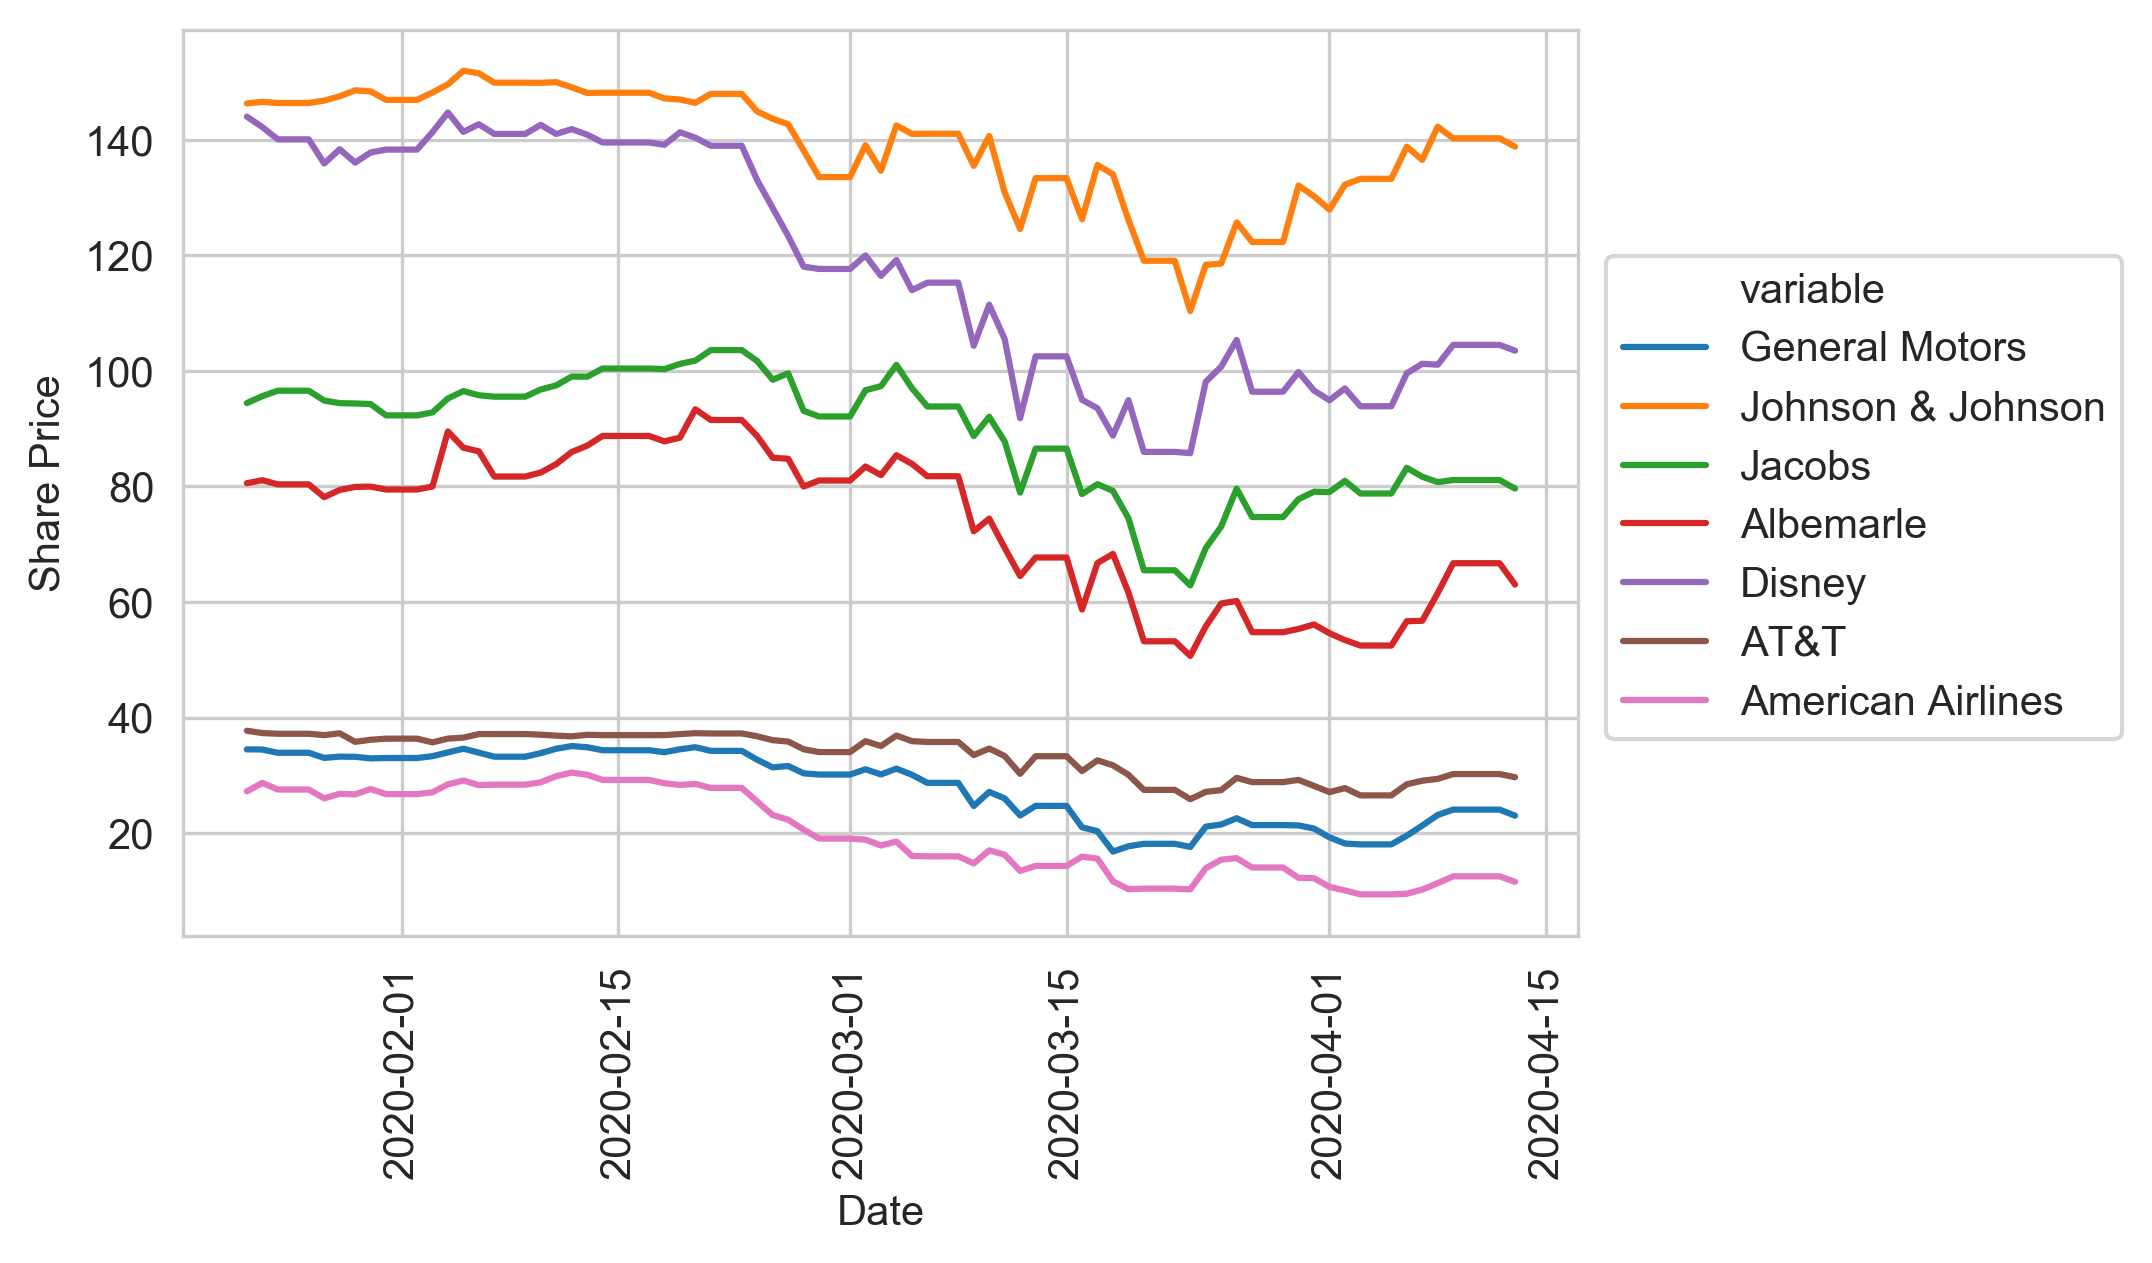 Share Price
140
120
100
80
60
40
20
2020-02-01
2020-02-15
2020-03-01
2020-03-15
2020-04-01
2020-04-15
Date
variable
General Motors
Johnson & Johnson
Jacobs
Albemarle
Disney
AT&T
American Airlines